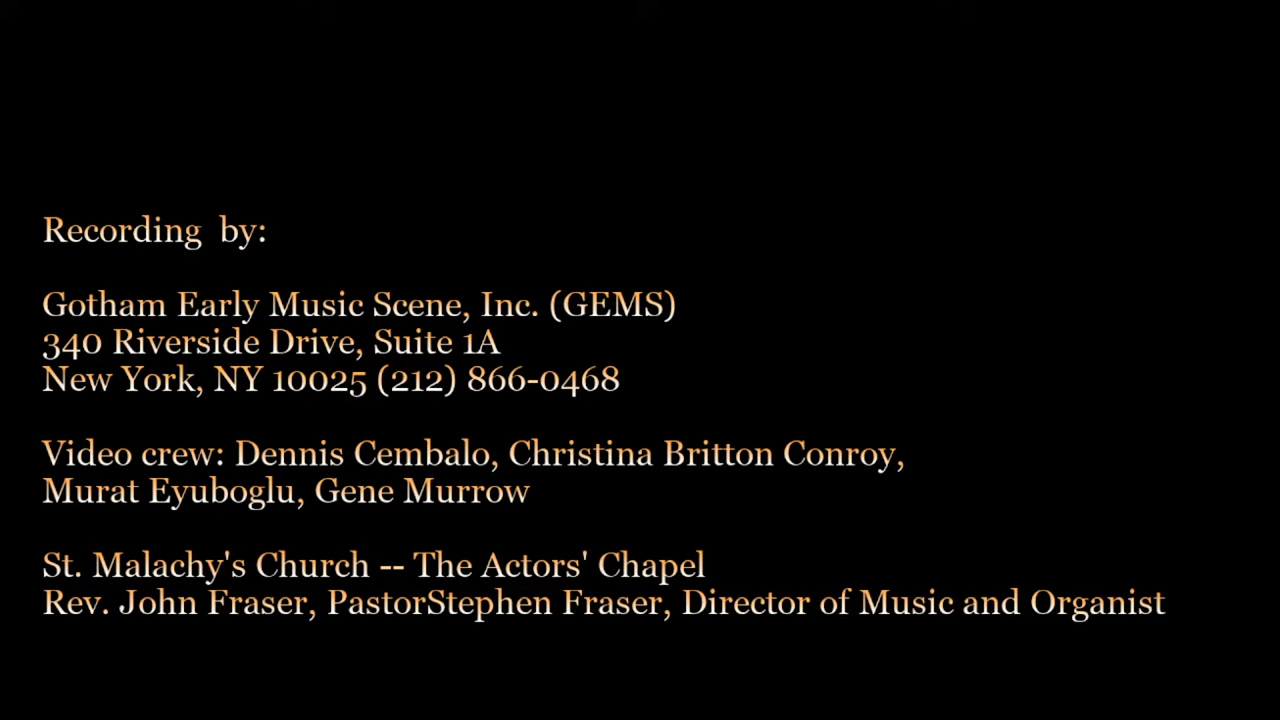 Recording  by:
Gotham Early Music Scene, Inc. (GEMS)
340 Riverside Drive, Suite 1A
New York, NY 10025 (212) 866-0468
Video crew: Dennis Cembalo, Christina Britton Conroy,
Murat Eyuboglu, Gene Murrow
St. Malachy's Church -- The Actors' Chapel
Rev. John Fraser, PastorStephen Fraser, Director of Music and Organist